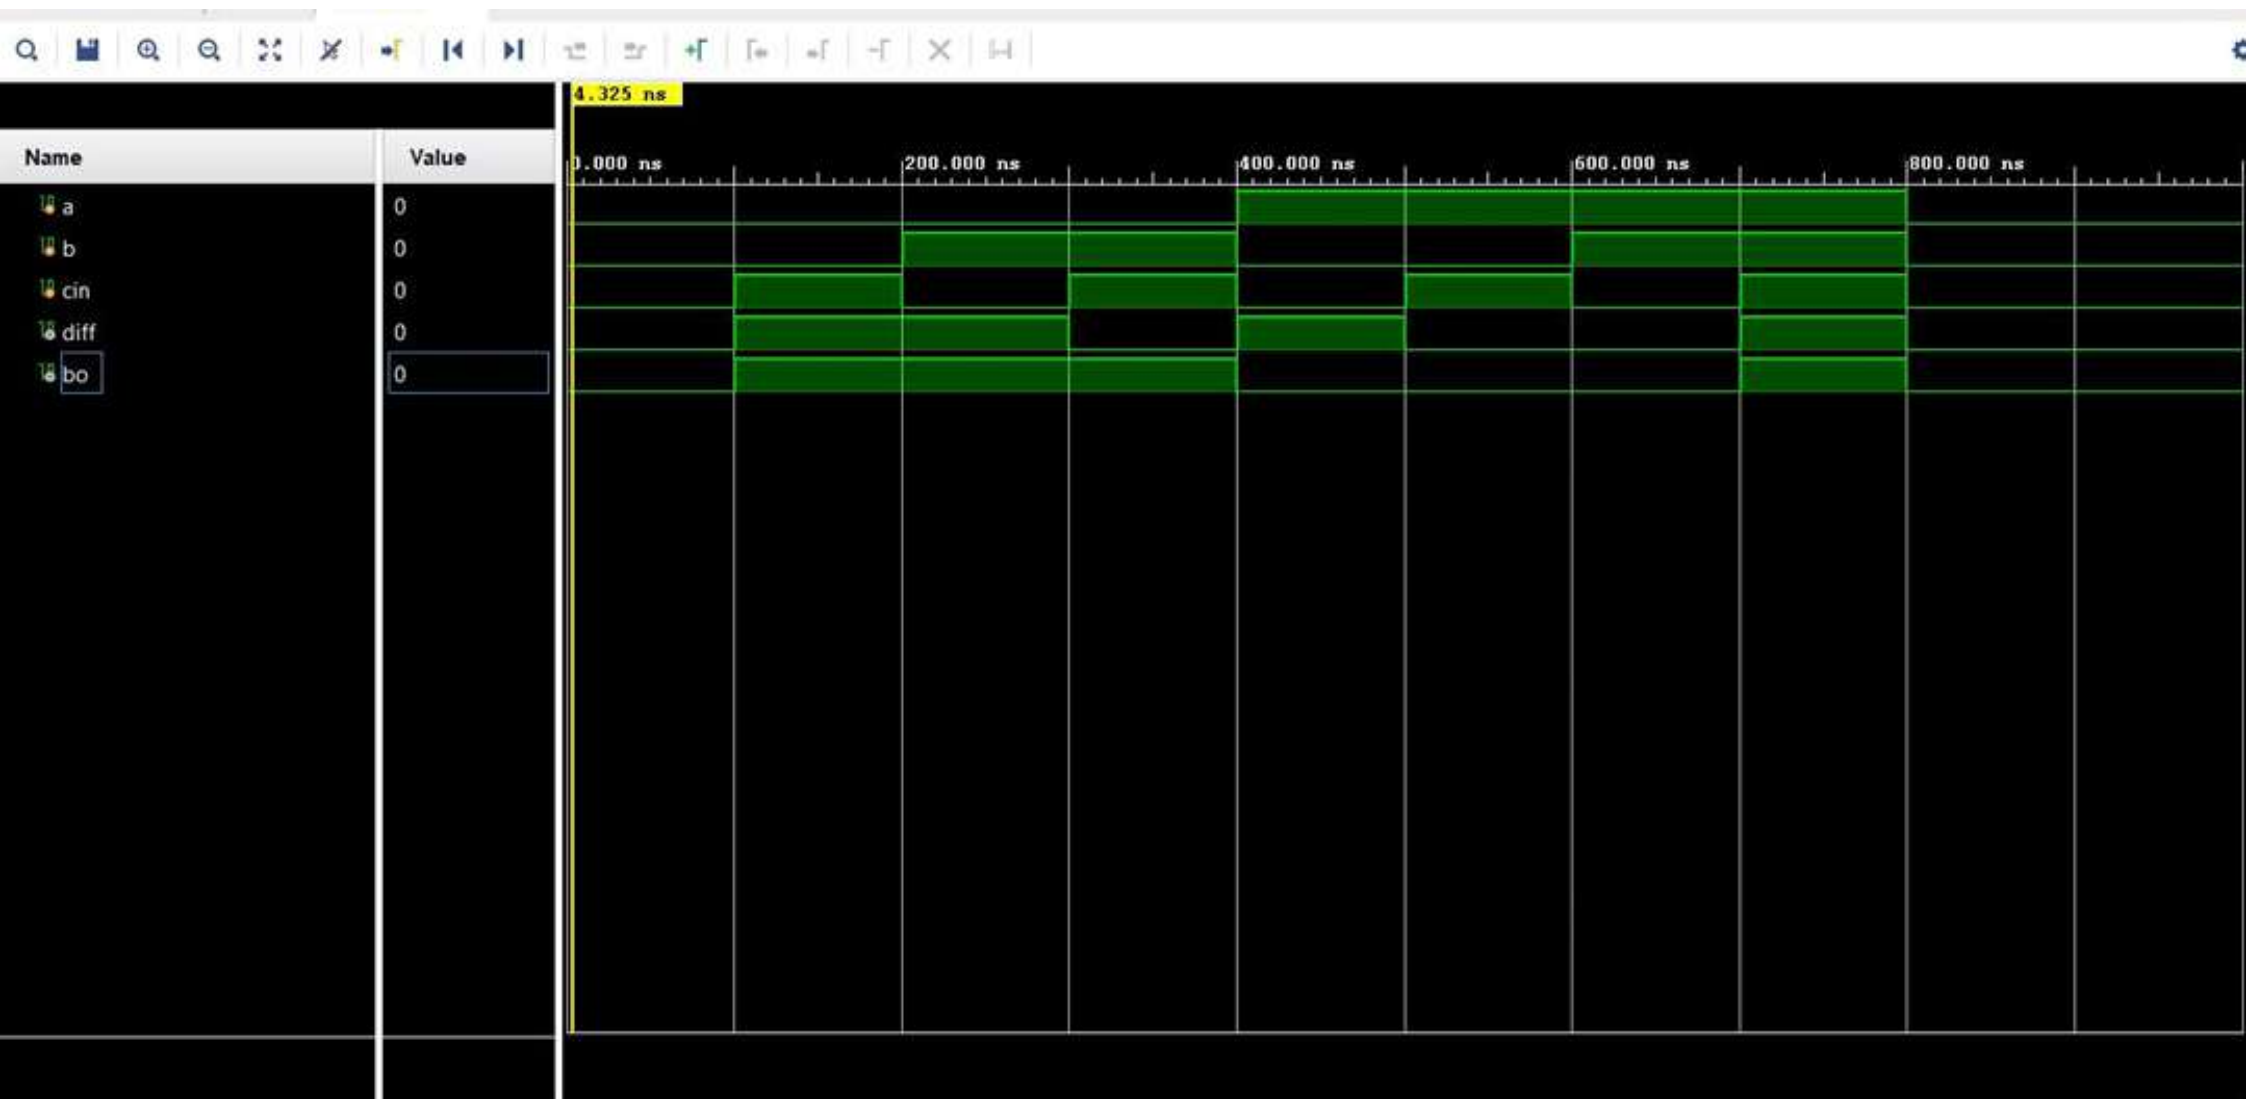 4.325 ns
Name Value
0.000 ns 200.000 ns 400.000 ns 600.000 ns 800.000 ns
a 0
b 0
cin 0
diff 0
bo 0